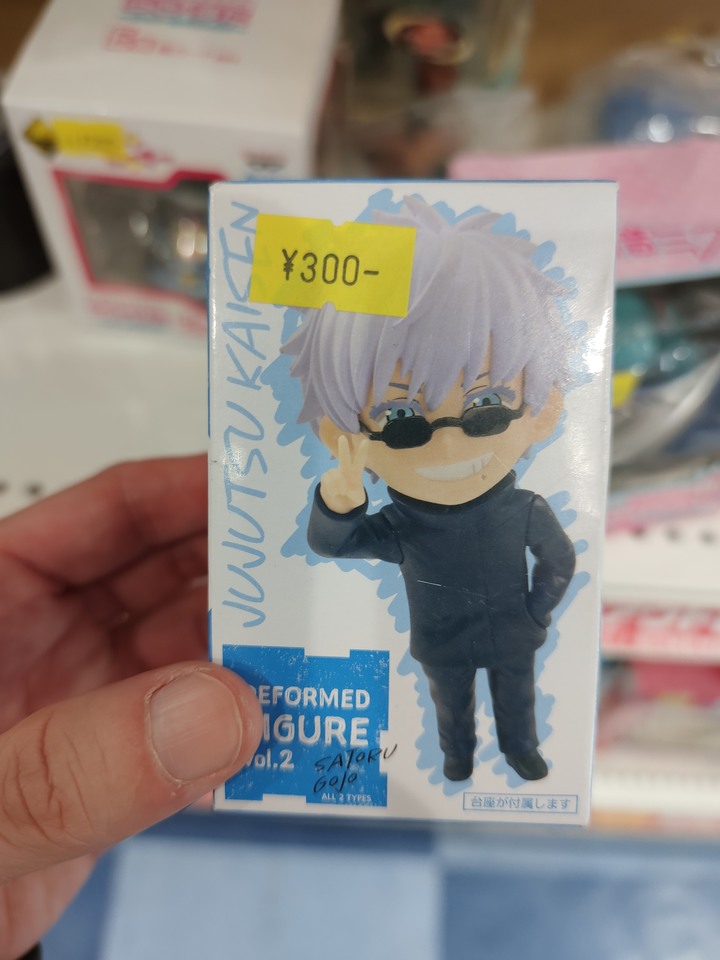 ¥300-
JUJUTSU KAISEN
EFORMED
IGURE
Vol.2
SATORU
Gojo
ALL 2 TYPES
台座が付属します